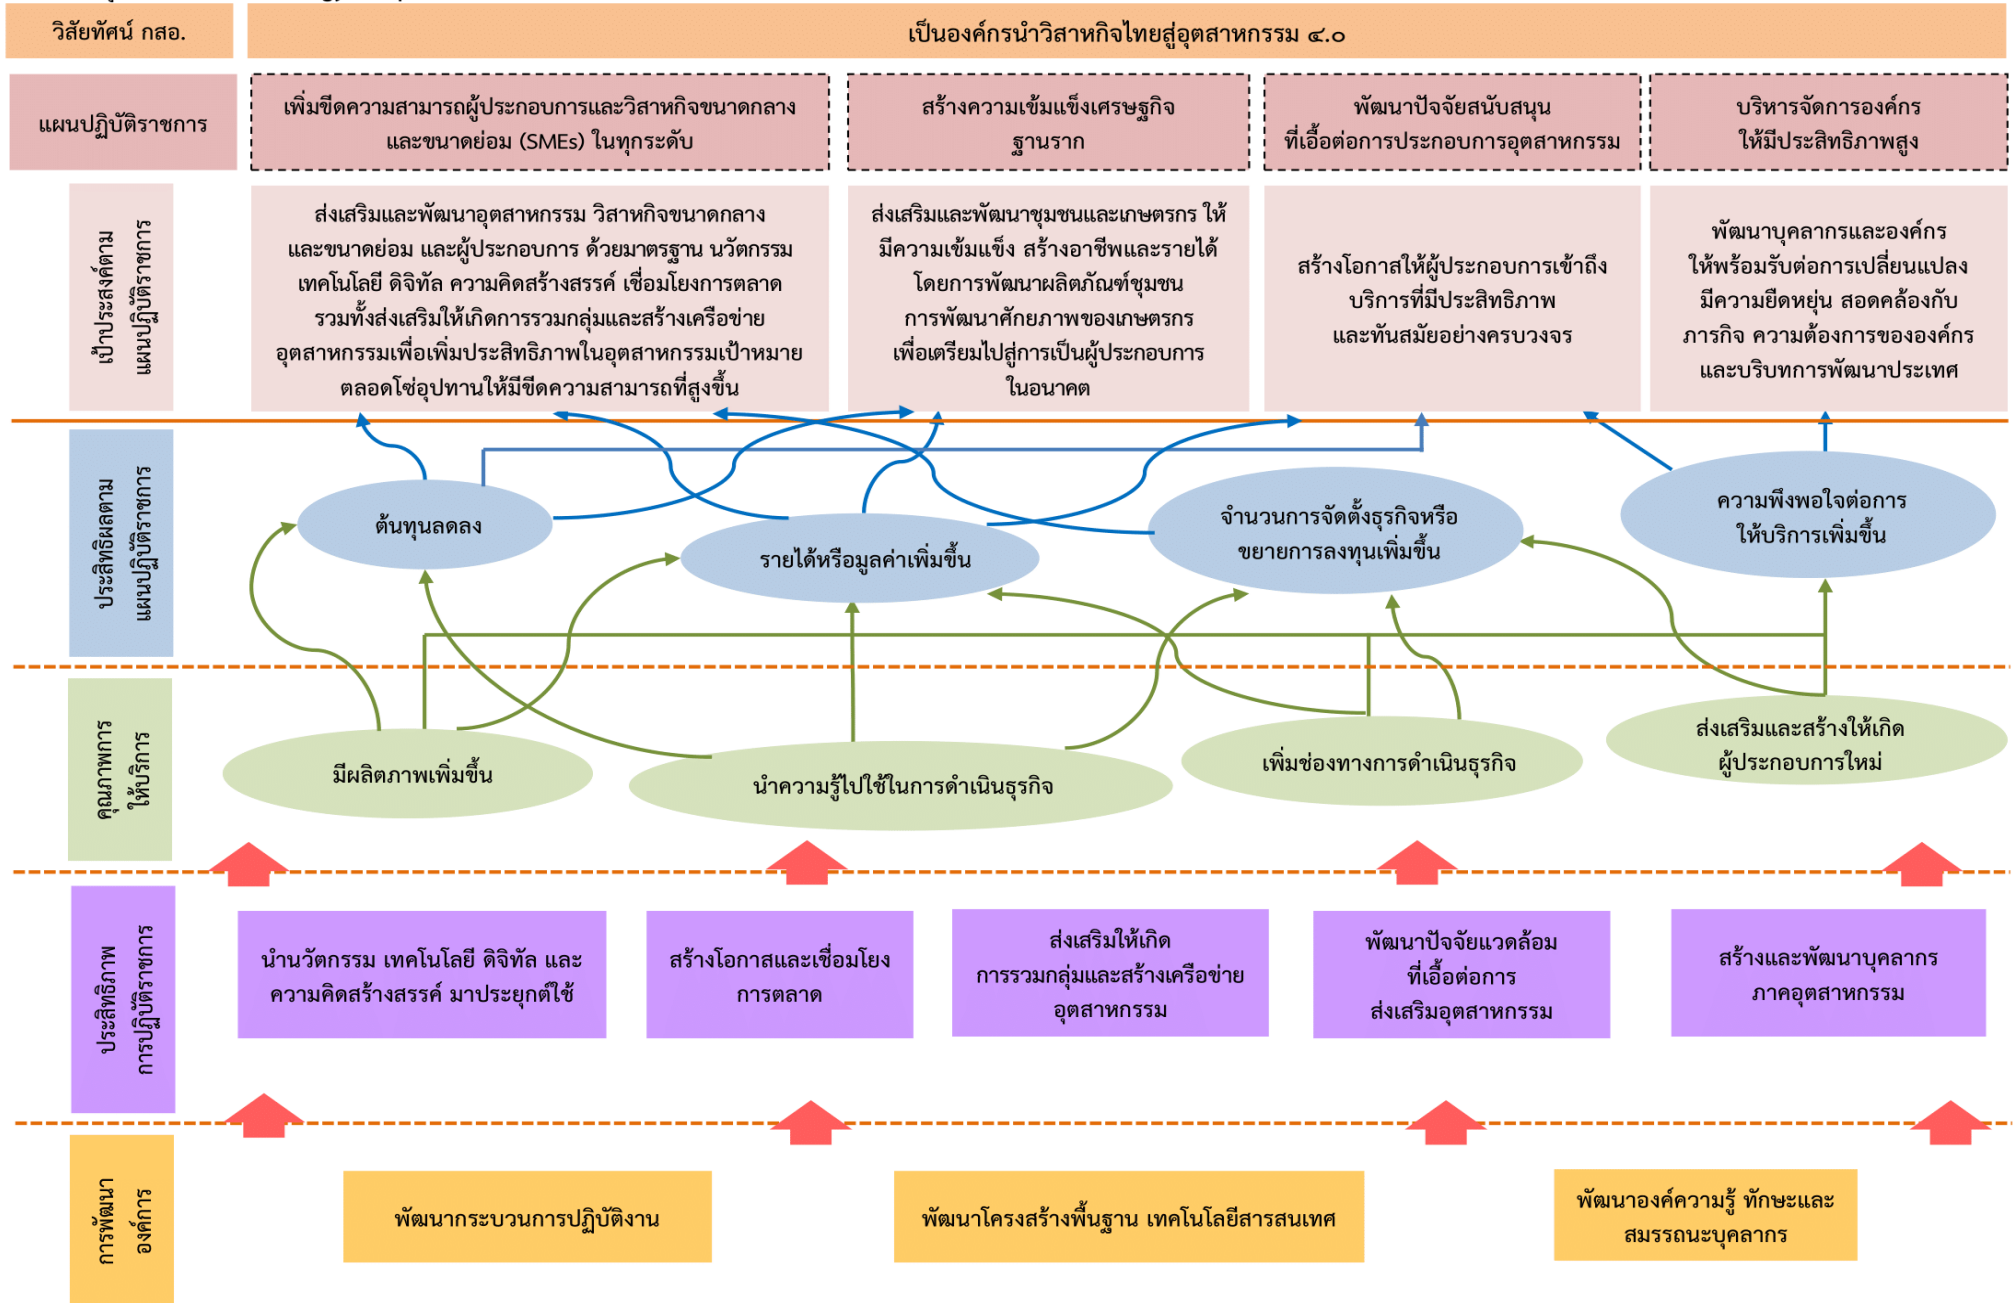 วิสัยทัศน์ กสอ.
เป็นองค์กรนำวิสาหกิจไทยสู่อุตสาหกรรม ๔.๐
แผนปฏิบัติราชการ
เพิ่มขีดความสามารถผู้ประกอบการและวิสาหกิจขนาดกลาง
และขนาดย่อม (SMEs) ในทุกระดับ
สร้างความเข้มแข็งเศรษฐกิจ
ฐานราก
พัฒนาปัจจัยสนับสนุน
ที่เอื้อต่อการประกอบการอุตสาหกรรม
บริหารจัดการองค์กร
ให้มีประสิทธิภาพสูง
เป้าประสงค์ตาม
แผนปฏิบัติราชการ
ส่งเสริมและพัฒนาอุตสาหกรรม วิสาหกิจขนาดกลาง
และขนาดย่อม และผู้ประกอบการ ด้วยมาตรฐาน นวัตกรรม
เทคโนโลยี ดิจิทัล ความคิดสร้างสรรค์ เชื่อมโยงการตลาด
รวมทั้งส่งเสริมให้เกิดการรวมกลุ่มและสร้างเครือข่าย
อุตสาหกรรมเพื่อเพิ่มประสิทธิภาพในอุตสาหกรรมเป้าหมาย
ตลอดโซ่อุปทานให้มีขีดความสามารถที่สูงขึ้น
ส่งเสริมและพัฒนาชุมชนและเกษตรกร ให้
มีความเข้มแข็ง สร้างอาชีพและรายได้
โดยการพัฒนาผลิตภัณฑ์ชุมชน
การพัฒนาศักยภาพของเกษตรกร
เพื่อเตรียมไปสู่การเป็นผู้ประกอบการ
ในอนาคต
สร้างโอกาสให้ผู้ประกอบการเข้าถึง
บริการที่มีประสิทธิภาพ
และทันสมัยอย่างครบวงจร
พัฒนาบุคลากรและองค์กร
ให้พร้อมรับต่อการเปลี่ยนแปลง
มีความยืดหยุ่น สอดคล้องกับ
ภารกิจ ความต้องการขององค์กร
และบริบทการพัฒนาประเทศ
ประสิทธิผลตาม
แผนปฏิบัติราชการ
ต้นทุนลดลง
รายได้หรือมูลค่าเพิ่มขึ้น
จำนวนการจัดตั้งธุรกิจหรือ
ขยายการลงทุนเพิ่มขึ้น
ความพึงพอใจต่อการ
ให้บริการเพิ่มขึ้น
คุณภาพการ
ให้บริการ
มีผลิตภาพเพิ่มขึ้น
นำความรู้ไปใช้ในการดำเนินธุรกิจ
เพิ่มช่องทางการดำเนินธุรกิจ
ส่งเสริมและสร้างให้เกิด
ผู้ประกอบการใหม่
ประสิทธิภาพ
การปฏิบัติราชการ
นำนวัตกรรม เทคโนโลยี ดิจิทัล และ
ความคิดสร้างสรรค์ มาประยุกต์ใช้
สร้างโอกาสและเชื่อมโยง
การตลาด
ส่งเสริมให้เกิด
การรวมกลุ่มและสร้างเครือข่าย
อุตสาหกรรม
พัฒนาปัจจัยแวดล้อม
ที่เอื้อต่อการ
ส่งเสริมอุตสาหกรรม
สร้างและพัฒนาบุคลากร
ภาคอุตสาหกรรม
การพัฒนา
องค์การ
พัฒนากระบวนการปฏิบัติงาน
พัฒนาโครงสร้างพื้นฐาน เทคโนโลยีสารสนเทศ
พัฒนาองค์ความรู้ ทักษะและ
สมรรถนะบุคลากร